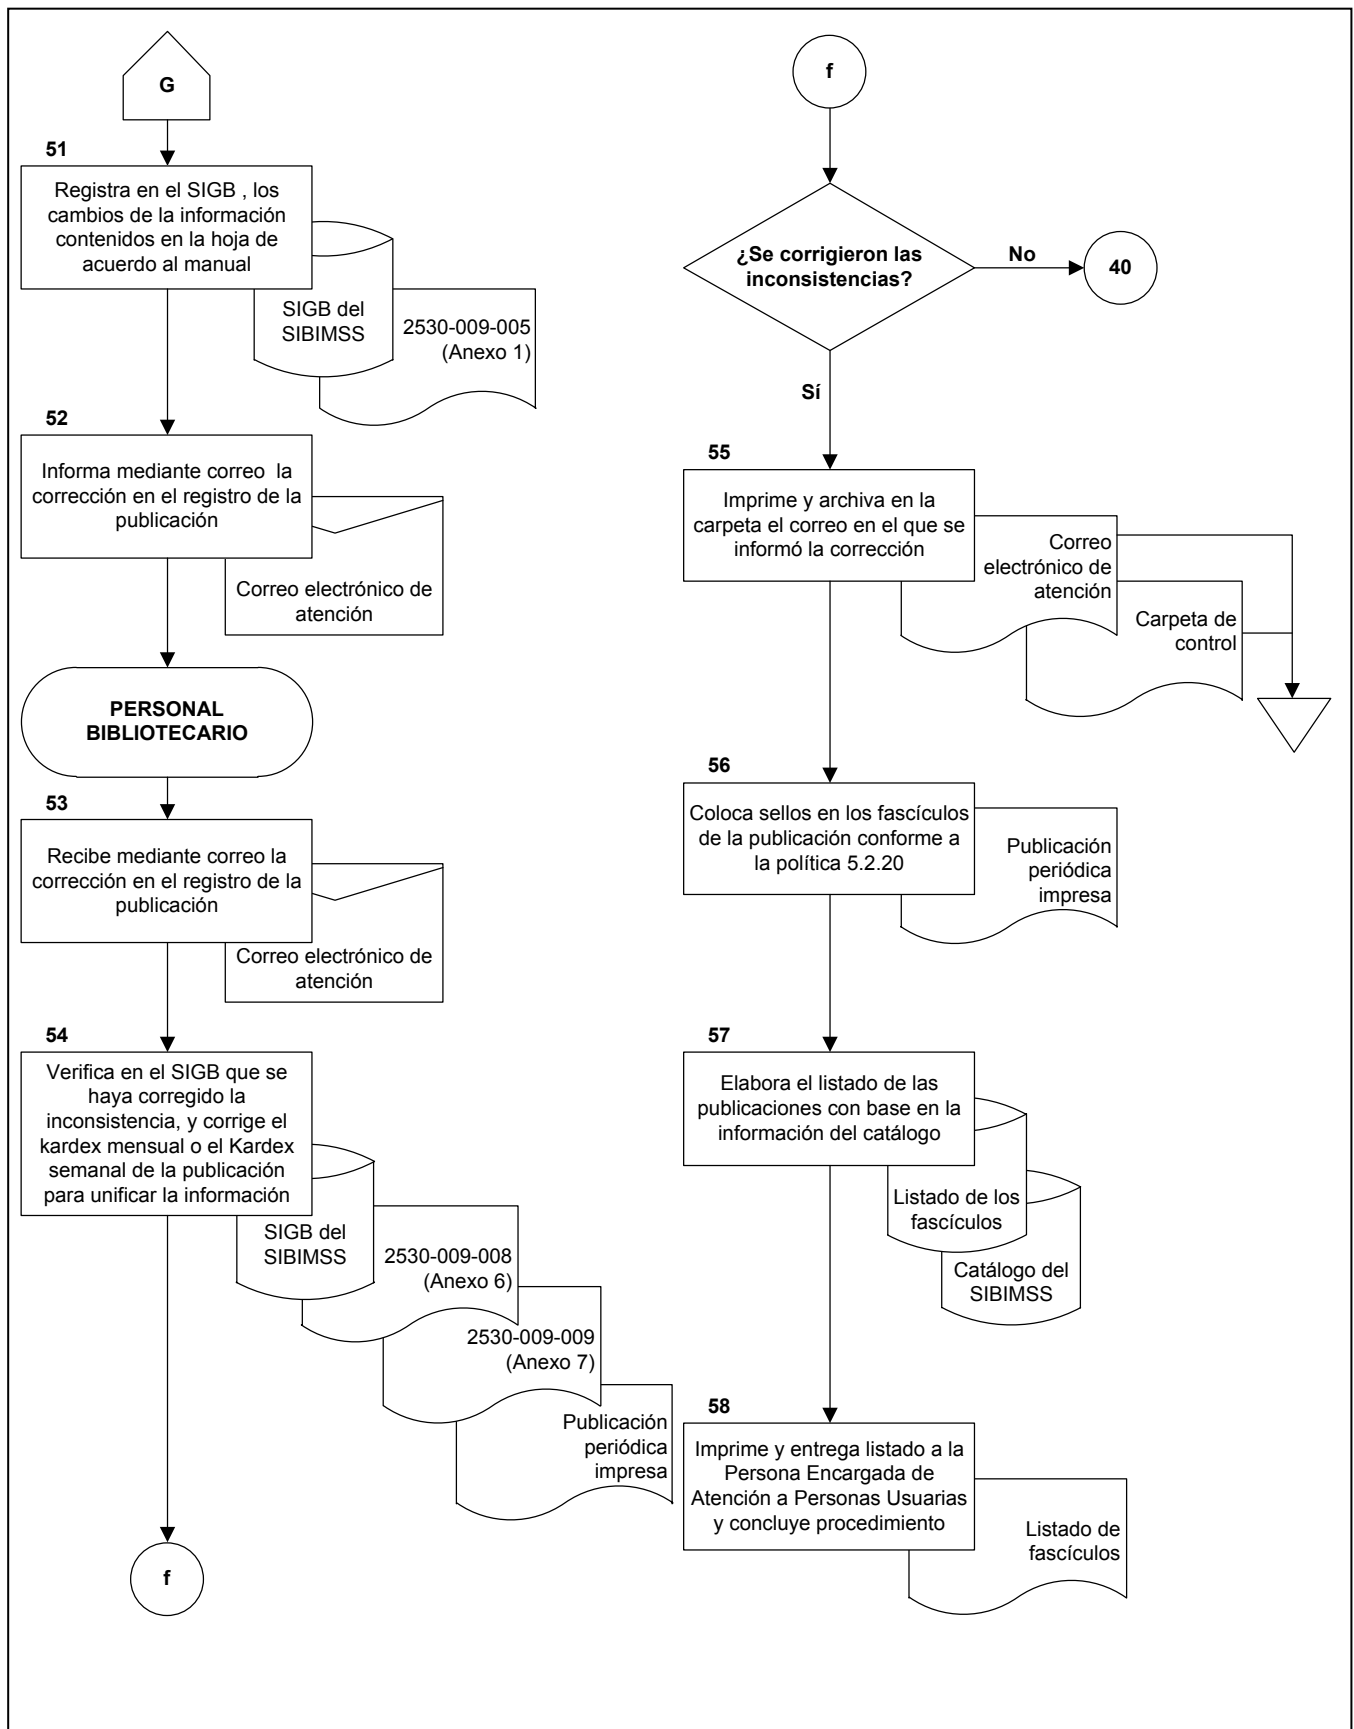 G
51
Registra en el SIGB , los
cambios de la información
contenidos en la hoja de
acuerdo al manual
SIGB del
SIBIMSS
2530-009-005
(Anexo 1)
52
Informa mediante correo la
corrección en el registro de la
publicación
Correo electrónico de
atención
PERSONAL
BIBLIOTECARIO
53
Recibe mediante correo la
corrección en el registro de la
publicación
Correo electrónico de
atención
54
Verifica en el SIGB que se
haya corregido la
inconsistencia, y corrige el
kardex mensual o el Kardex
semanal de la publicación
para unificar la información
SIGB del
SIBIMSS
2530-009-008
(Anexo 6)
2530-009-009
(Anexo 7)
Publicación
periódica
impresa
f
f
¿Se corrigieron las
inconsistencias?
No
40
Sí
55
Imprime y archiva en la
carpeta el correo en el que se
informó la corrección
Correo
electrónico de
atención
Carpeta de
control
56
Coloca sellos en los fascículos
de la publicación conforme a
la política 5.2.20
Publicación
periódica
impresa
57
Elabora el listado de las
publicaciones con base en la
información del catálogo
Listado de los
fascículos
Catálogo del
SIBIMSS
58
Imprime y entrega listado a la
Persona Encargada de
Atención a Personas Usuarias
y concluye procedimiento
Listado de
fascículos